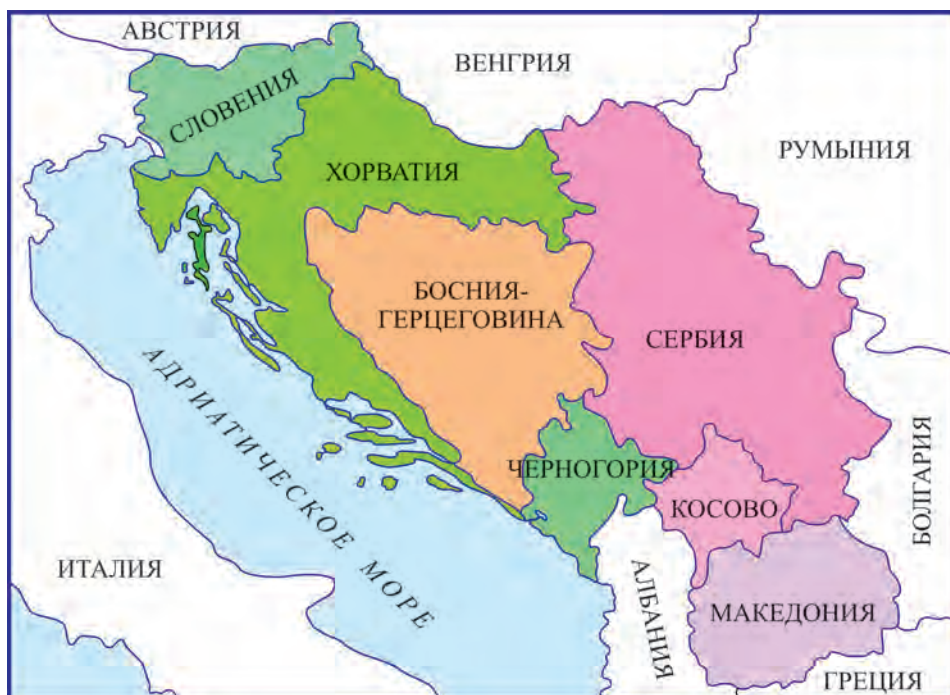 АВСТРИЯ
ВЕНГРИЯ
СЛОВЕНИЯ
РУМЫНИЯ
ХОРВАТИЯ
БОСНИЯ-
ГЕРЦЕГОВИНА
СЕРБИЯ
АДРИАТИЧЕСКОЕ МОРЕ
ЧЕРНОГОРИЯ
БОЛГАРИЯ
КОСОВО
ИТАЛИЯ
АЛБАНИЯ
МАКЕДОНИЯ
ГРЕЦИЯ